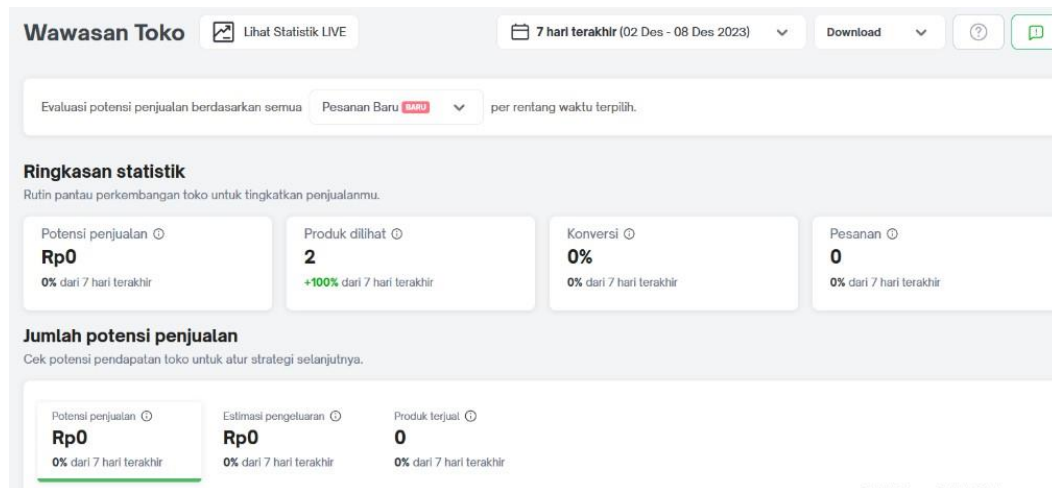 Wawasan Toko Lihat Statistik LIVE 7 hari terakhir (02 Des - 08 Des 2023) Download
Evaluasi potensi penjualan berdasarkan semua Pesanan Baru BARU per rentang waktu terpilih.
Ringkasan statistik
Rutin pantau perkembangan toko untuk tingkatkan penjualanmu.
Potensi penjualan Produk dilihat Konversi Pesanan
Rp0 2 0% 0
0% dari 7 hari terakhir +100% dari 7 hari terakhir 0% dari 7 hari terakhir 0% dari 7 hari terakhir
Jumlah potensi penjualan
Cek potensi pendapatan toko untuk atur strategi selanjutnya.
Potensi penjualan Estimasi pengeluaran Produk terjual
Rp0 Rp0 0
0% dari 7 hari terakhir 0% dari 7 hari terakhir 0% dari 7 hari terakhir